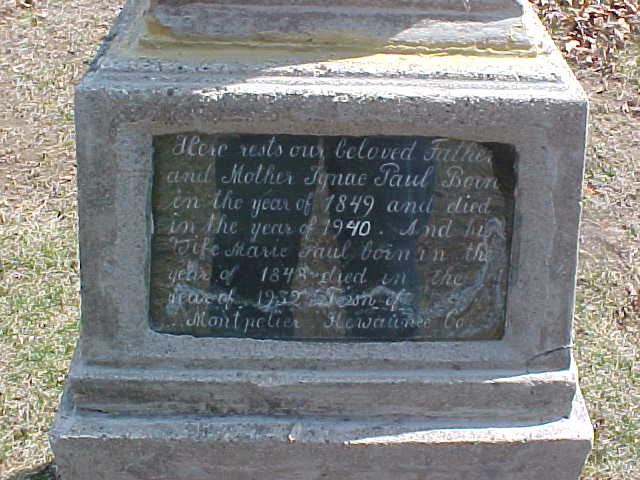 Here rests our beloved Father
and Mother Ignac Paul Born
in the year of 1849 and died
in the year of 1940. And his
Wife Marie Paul born in the
year of 1848 died in the
year of 1932 Town of
Montpelier Kewaunee Co